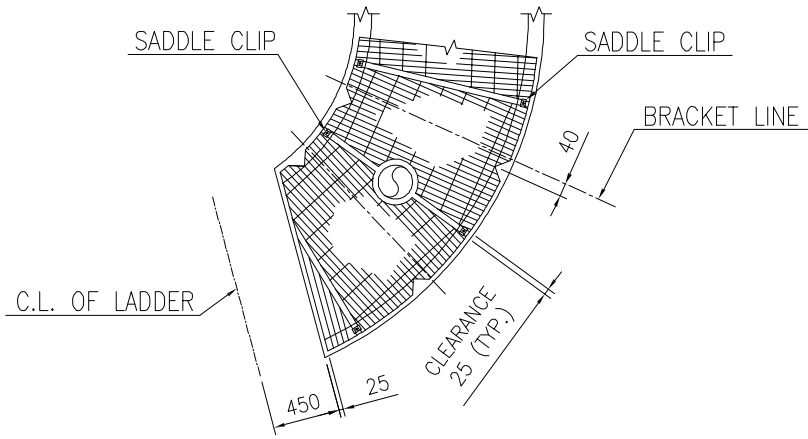 SADDLE CLIP
SADDLE CLIP
BRACKET LINE
40
C.L. OF LADDER
CLEARANCE
25 (TYP.)
450
25